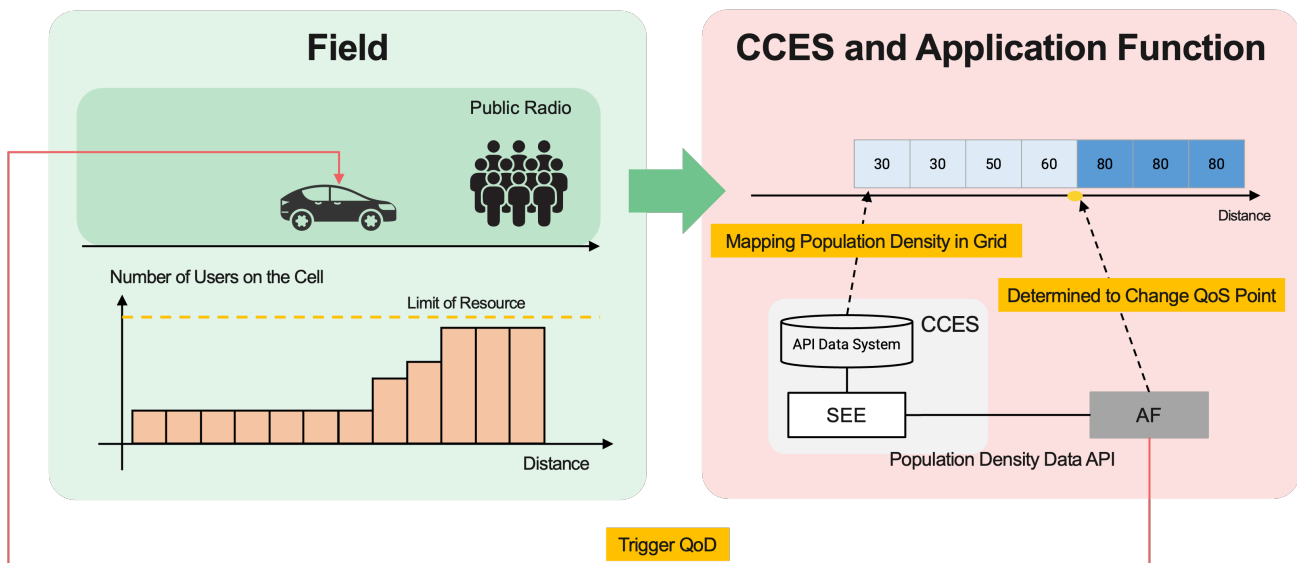 Field
Public Radio
Number of Users on the Cell
Limit of Resource
Distance
CCES and Application Function
30 30 50 60 80 80 80
Distance
Mapping Population Density in Grid
Determined to Change QoS Point
CCES
API Data System
SEE
AF
Population Density Data API
Trigger QoD